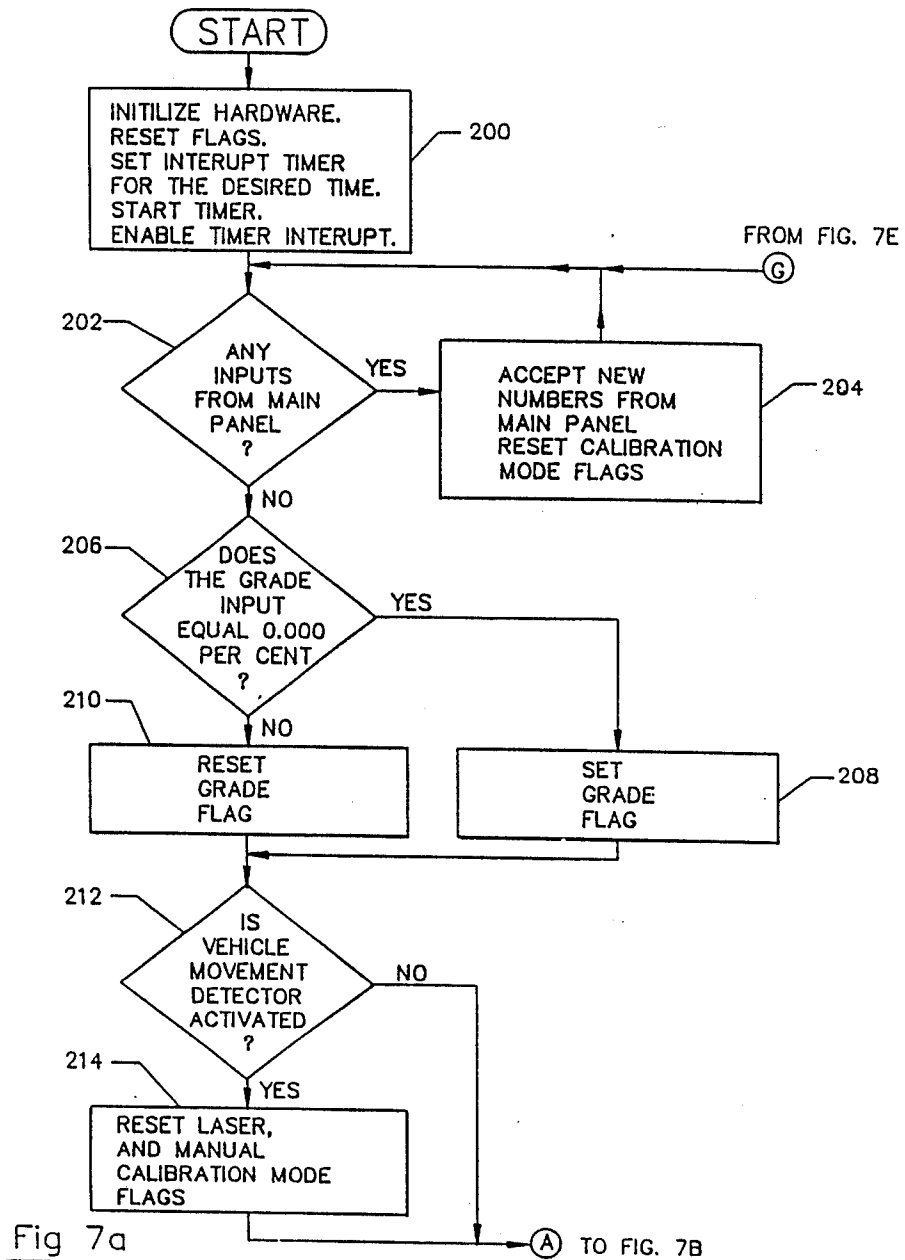 START
INITILIZE HARDWARE.
RESET FLAGS.
SET INTERUPT TIMER
FOR THE DESIRED TIME.
START TIMER.
ENABLE TIMER INTERUPT.
200
FROM FIG. 7E
G
202
ANY
INPUTS
FROM MAIN
PANEL
?
YES
ACCEPT NEW
NUMBERS FROM
MAIN PANEL
RESET CALIBRATION
MODE FLAGS
204
NO
206
DOES
THE GRADE
INPUT
EQUAL 0.000
PER CENT
?
YES
210
NO
RESET
GRADE
FLAG
SET
GRADE
FLAG
208
212
IS
VEHICLE
MOVEMENT
DETECTOR
ACTIVATED
?
NO
214
YES
RESET LASER,
AND MANUAL
CALIBRATION MODE
FLAGS
Fig 7a
A
TO FIG. 7B